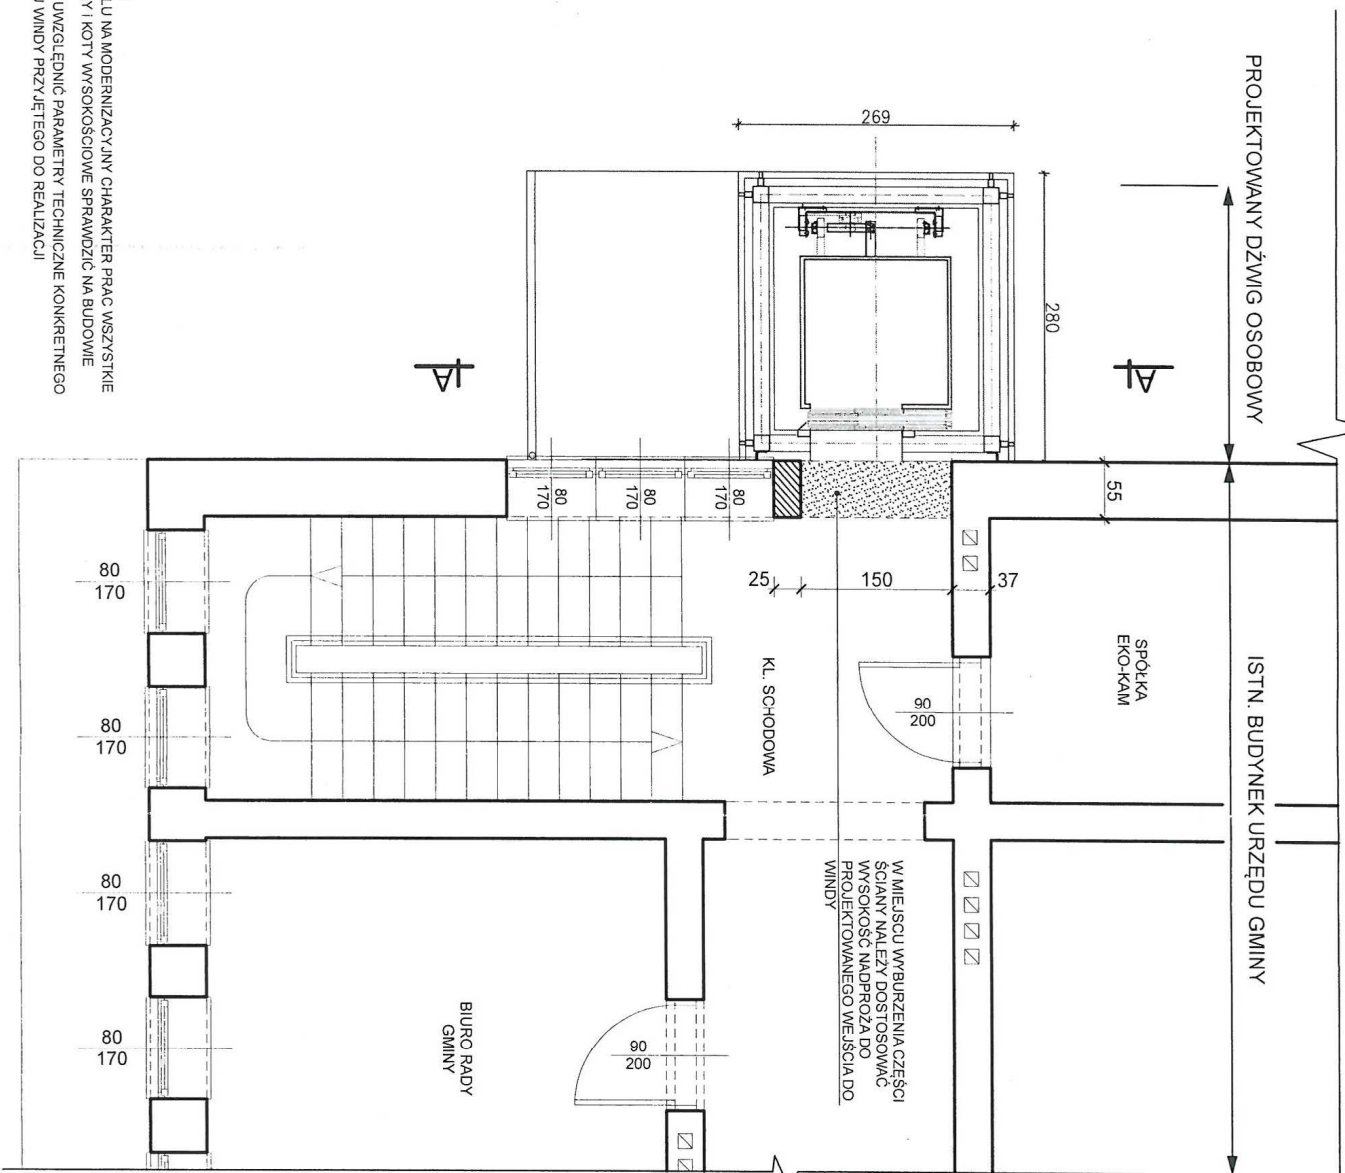 PROJEKTOWANY DŹWIG OSOBOWY
ISTN. BUDYNEK URZĘDU GMINY
269
280
A
A
55
80
170
80
170
80
170
25
150
37
SPÓŁKA
EKO-KAM
90
200
KL. SCHODOWA
80
170
80
170
80
170
80
170
W MIEJSCU WYBURZENIA CZĘŚCI
ŚCIANY NALEŻY DOSTOSOWAĆ
WYSOKOŚĆ NADPROŻA DO
PROJEKTOWANEGO WEJŚCIA DO
WINDY
BIURO RADY
GMINY
90
200
NA MODERNIZACYJNY CHARAKTER PRAC WSZYSTKIE
I KOTY WYSOKOŚCIOWE SPRAWDZIĆ NA BUDOWIE
UWZGLĘDNIĆ PARAMETRY TECHNICZNE KONKRETNEGO
WINDY PRZYJĘTEGO DO REALIZACJI